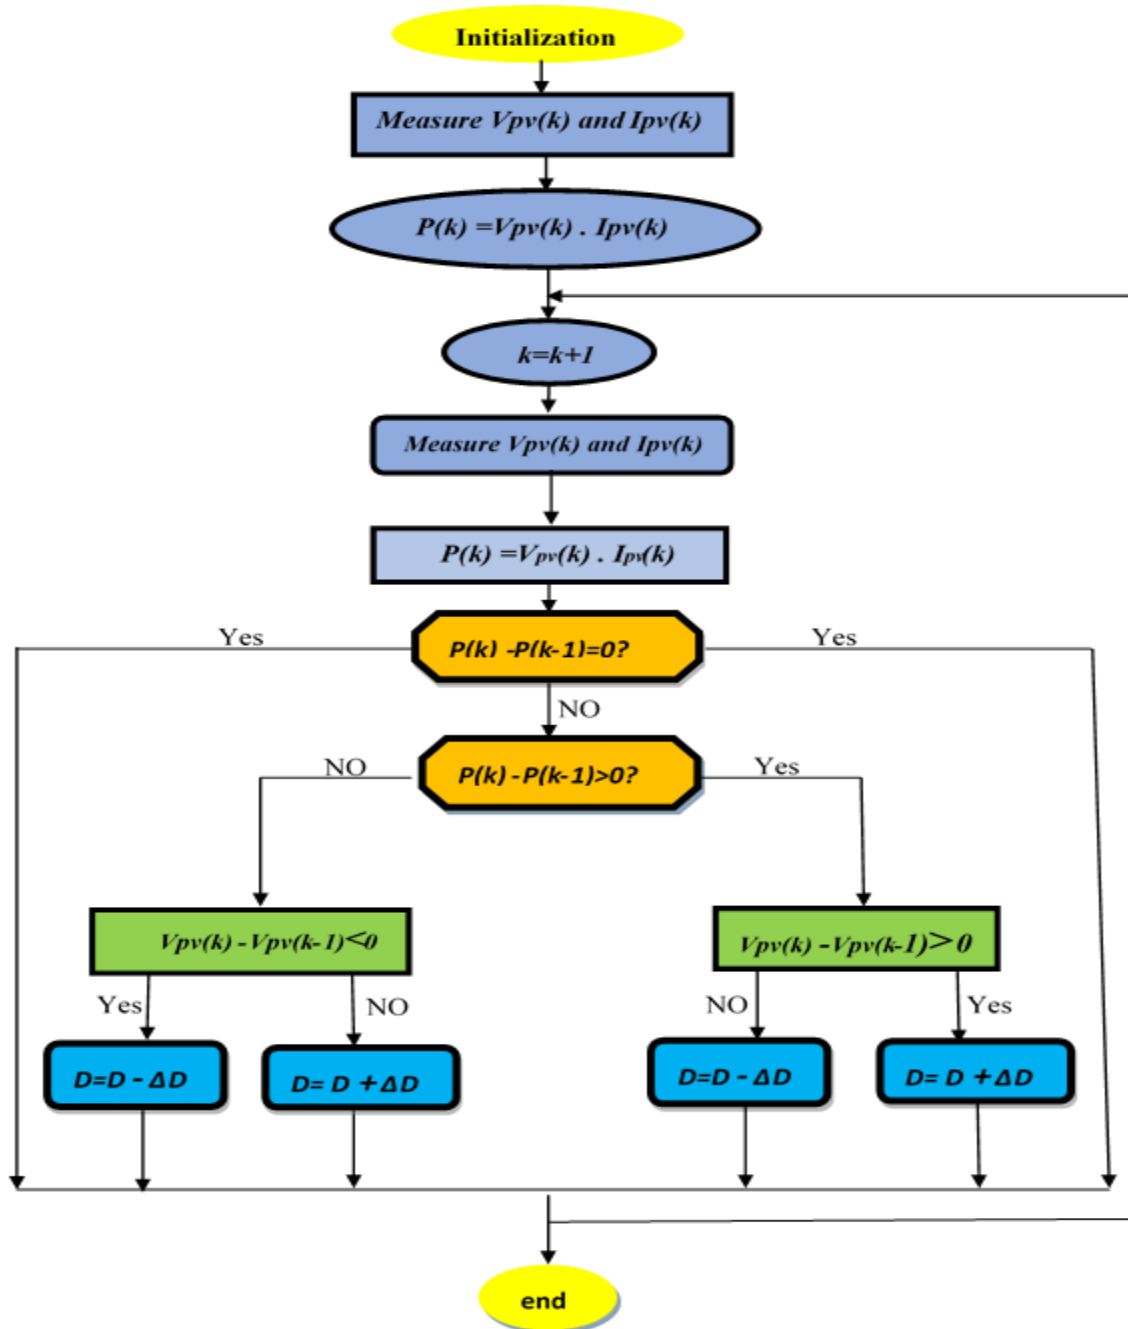 Initialization
Measure Vpv(k) and Ipv(k)
P(k) =Vpv(k) . Ipv(k)
k=k+1
Measure Vpv(k) and Ipv(k)
P(k) =Vpv(k) . Ipv(k)
Yes
P(k) -P(k-1)=0?
Yes
NO
NO
P(k) -P(k-1)>0?
Yes
Vpv(k) -Vpv(k-1)<0
Vpv(k) -Vpv(k-1)>0
Yes
NO
NO
Yes
D=D - ΔD
D= D +ΔD
D=D - ΔD
D= D +ΔD
end